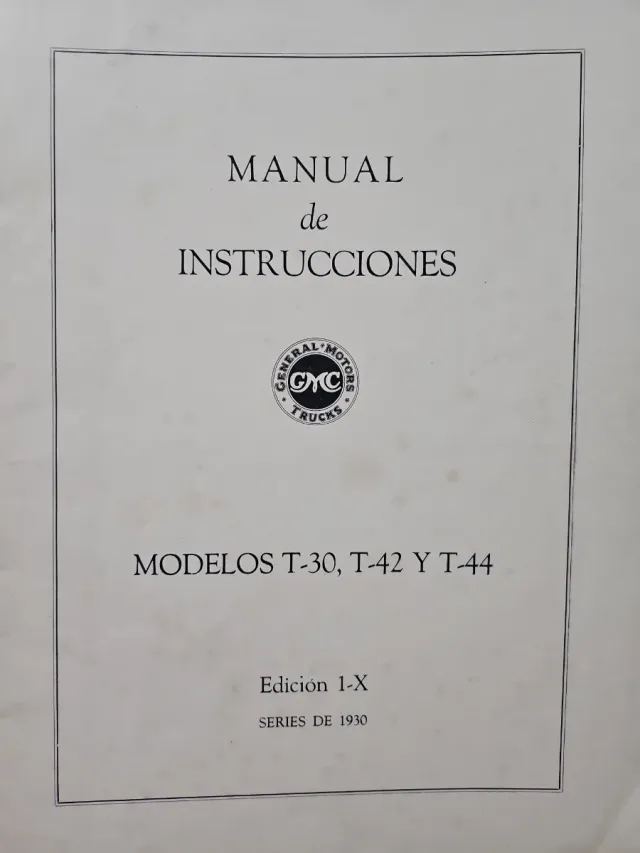 MANUAL
de
INSTRUCCIONES
GENERAL MOTORS
GMC
TRUCKS
MODELOS T-30, T-42 Y T-44
Edición 1-X
SERIES DE 1930